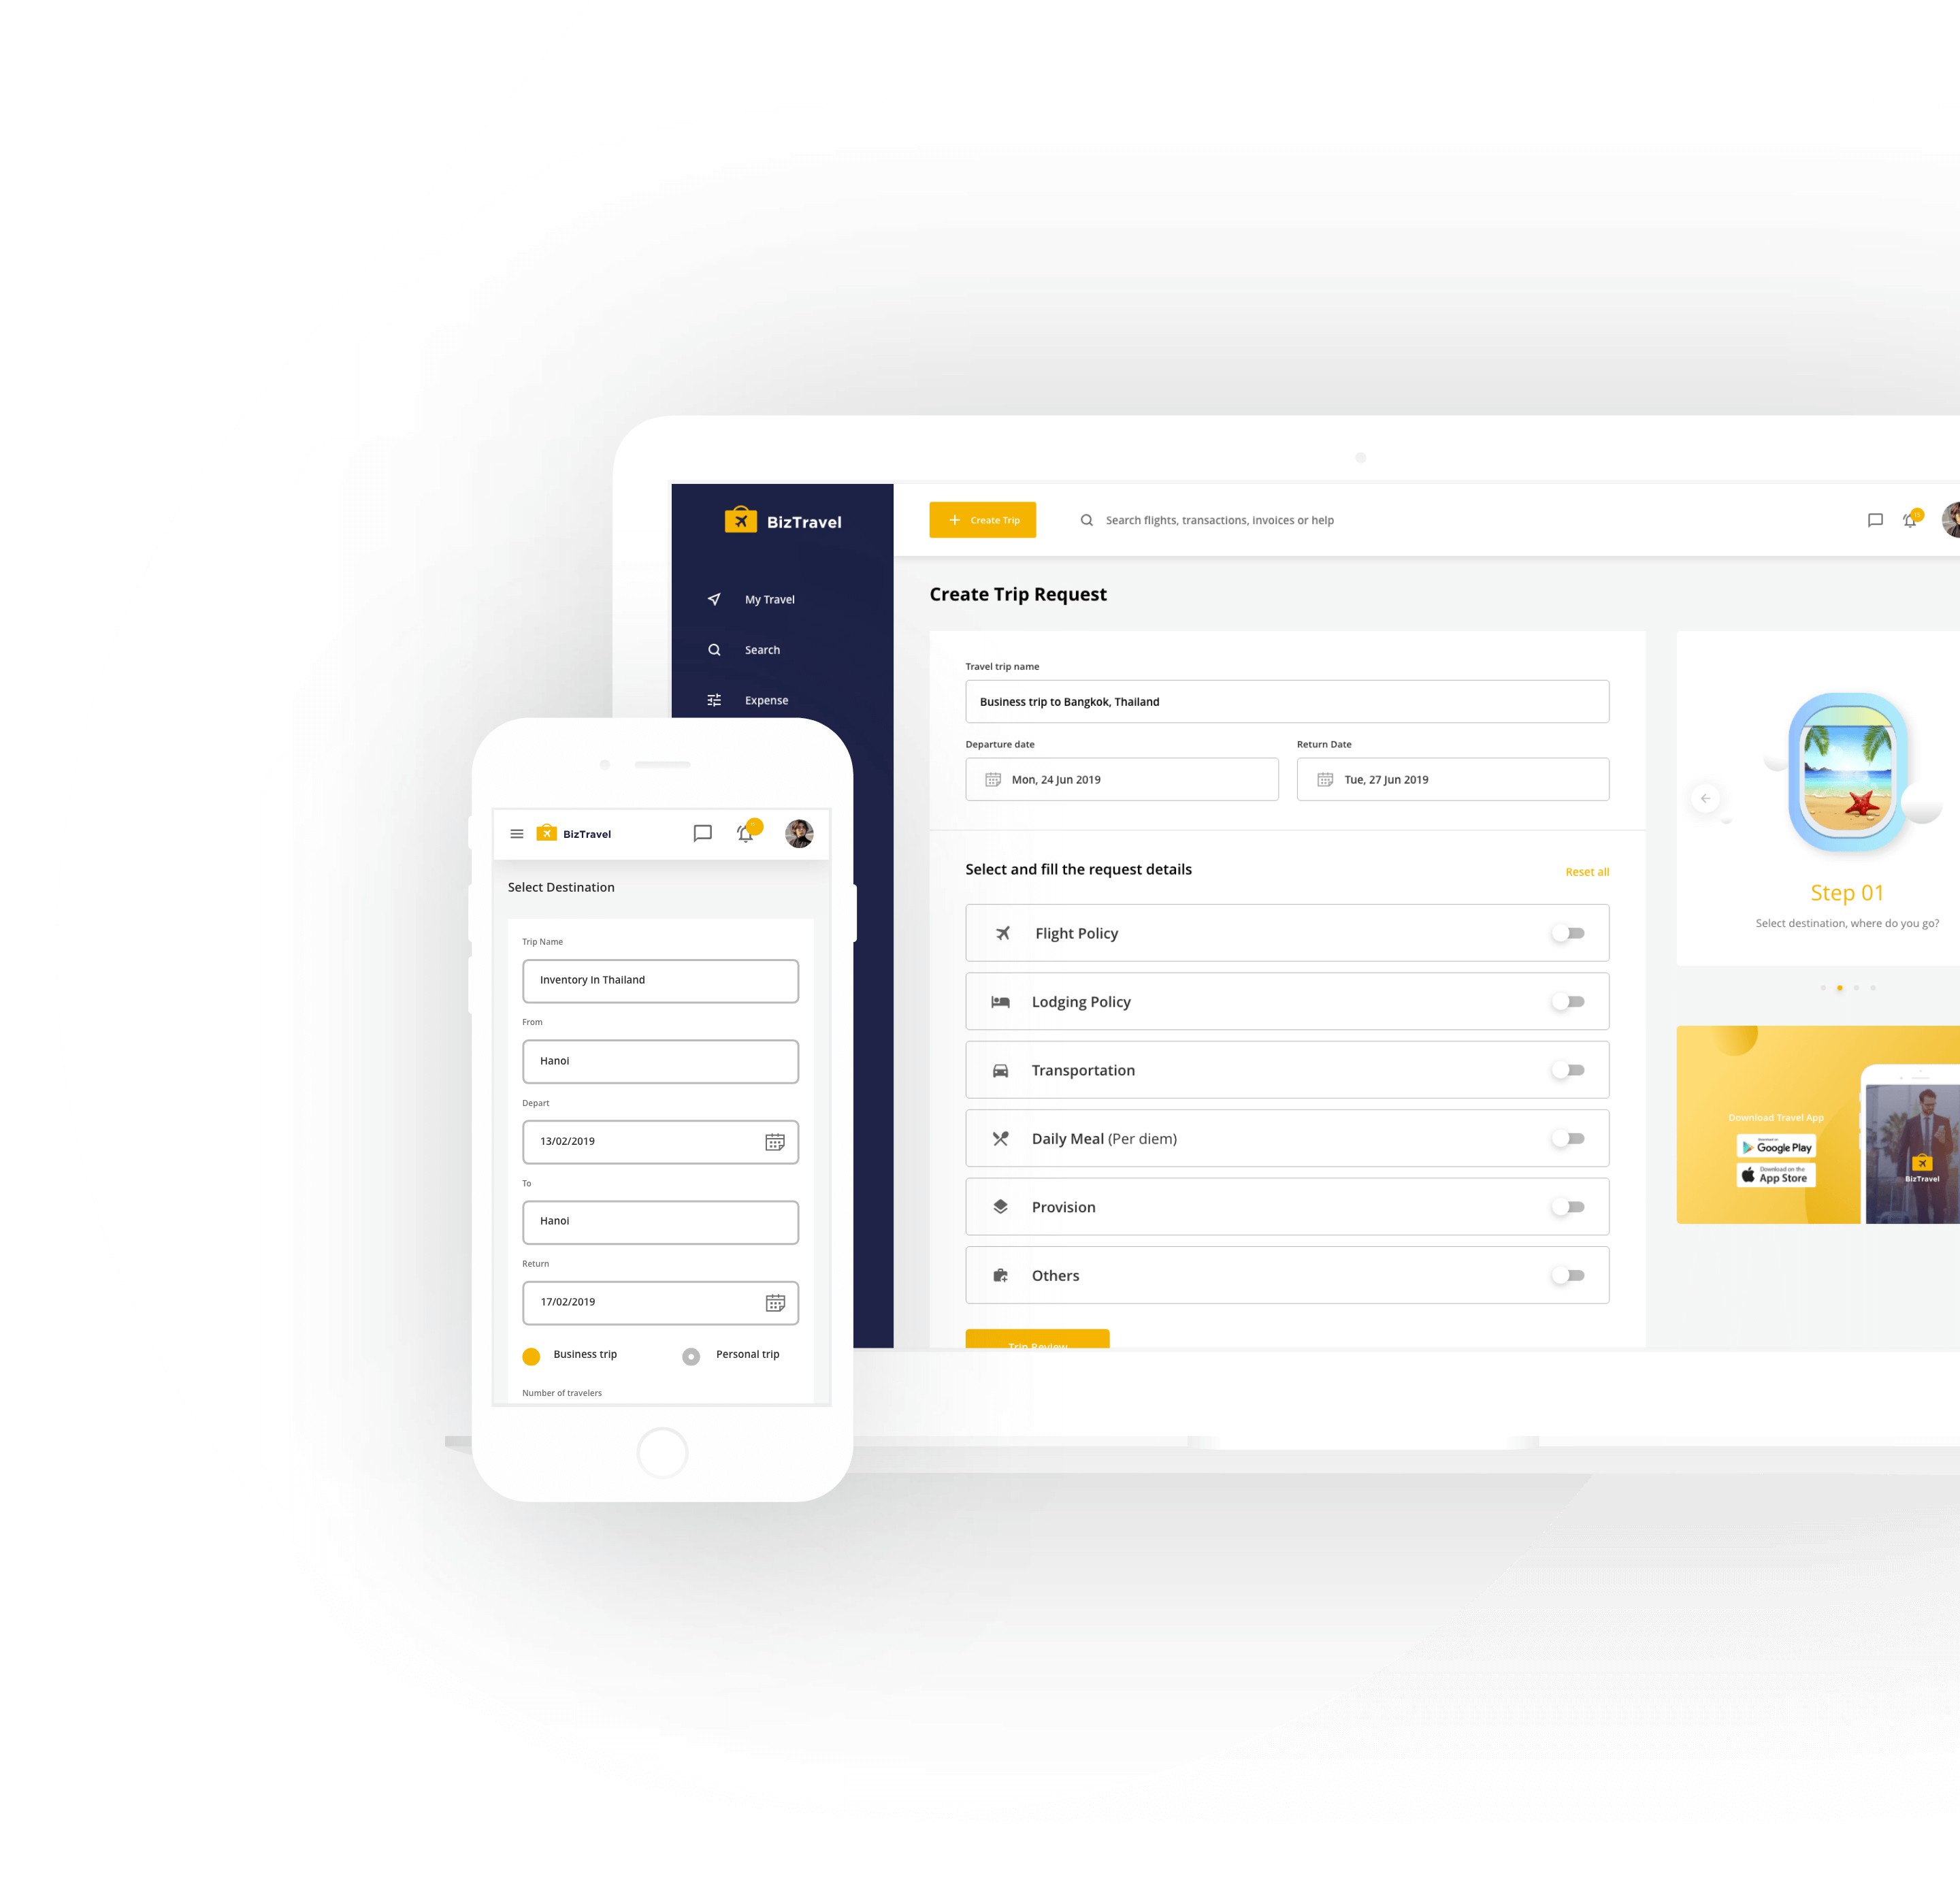 BizTravel
My Travel
Search
Expense
Create Trip
Search flights, transactions, invoices or help
Create Trip Request
Travel trip name
Business trip to Bangkok, Thailand
Departure date
Return Date
Mon, 24 Jun 2019
Tue, 27 Jun 2019
Select and fill the request details
Reset all
Flight Policy
Lodging Policy
Transportation
Daily Meal (Per diem)
Provision
Others
Trip Review
Step 01
Select destination, where do you go?
Download Travel App
Google Play
Download on the
App Store
BizTravel
BizTravel
Select Destination
Trip Name
Inventory In Thailand
From
Hanoi
Depart
13/02/2019
To
Hanoi
Return
17/02/2019
Business trip
Personal trip
Number of travelers